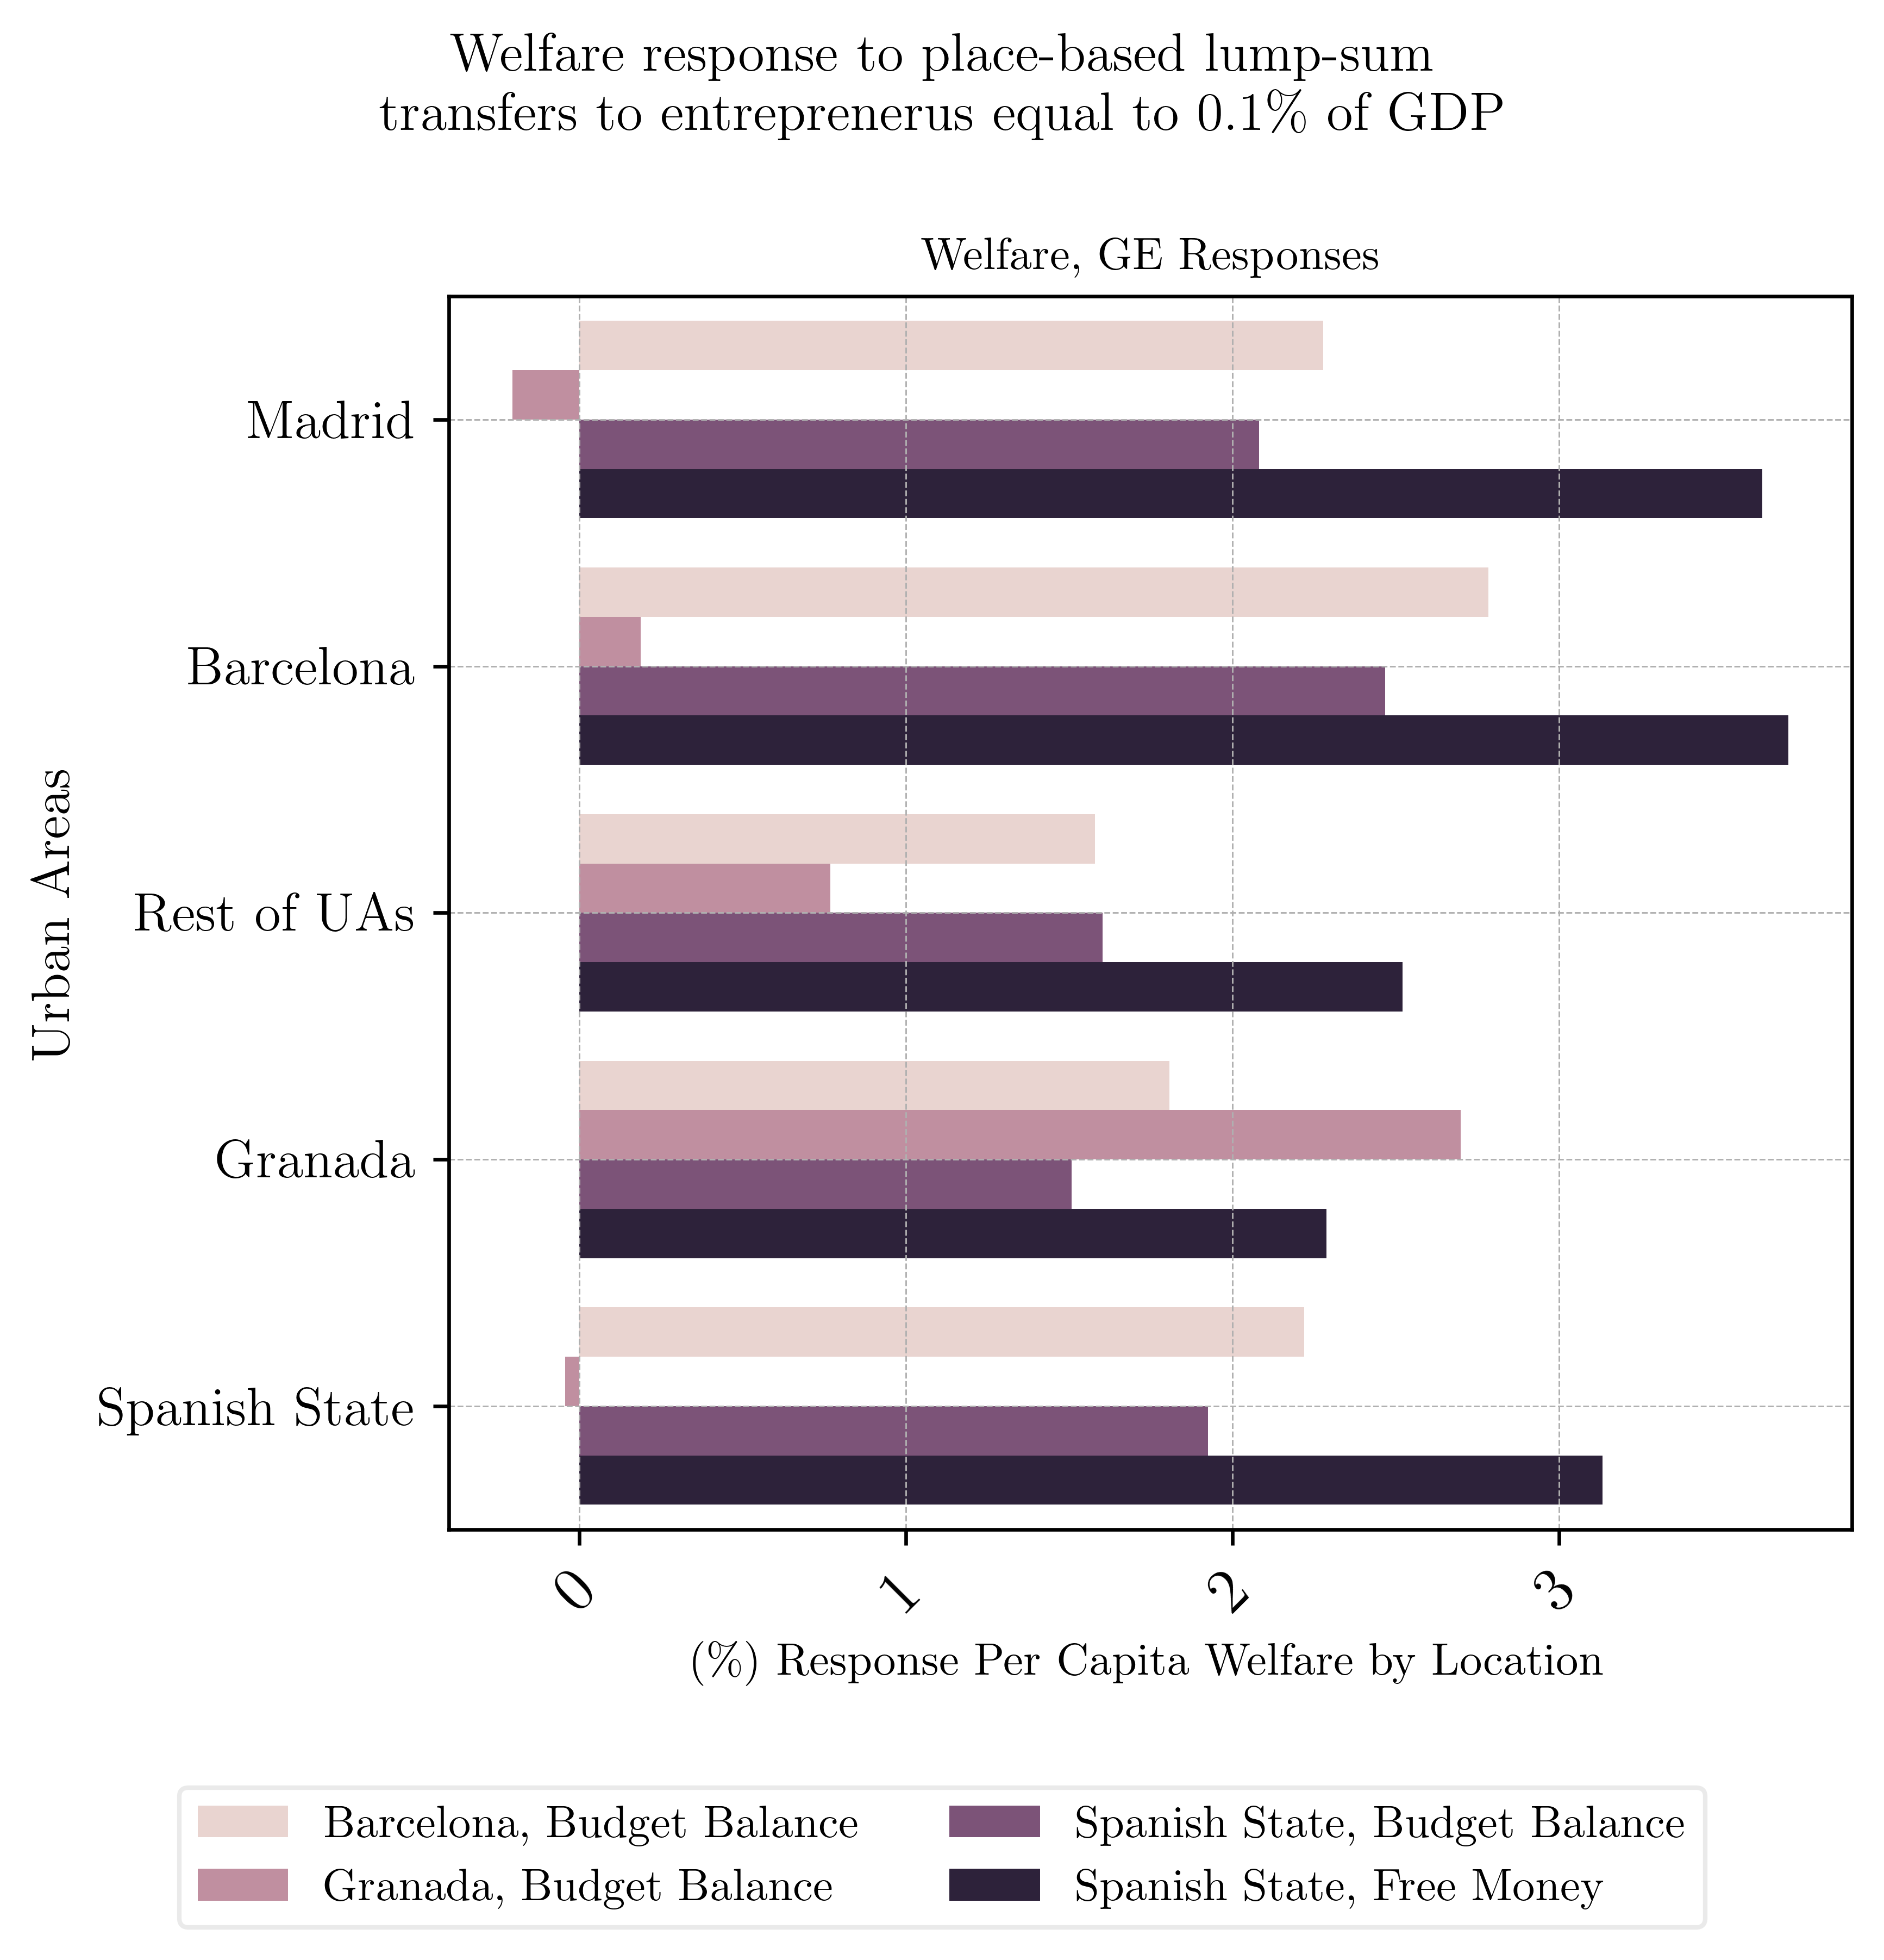 Welfare response to place-based lump-sum
transfers to entreprenerus equal to 0.1% of GDP
Welfare, GE Responses
Urban Areas
Madrid
Barcelona
Rest of UAs
Granada
Spanish State
0 1 2 3
(%) Response Per Capita Welfare by Location
Barcelona, Budget Balance
Granada, Budget Balance
Spanish State, Budget Balance
Spanish State, Free Money